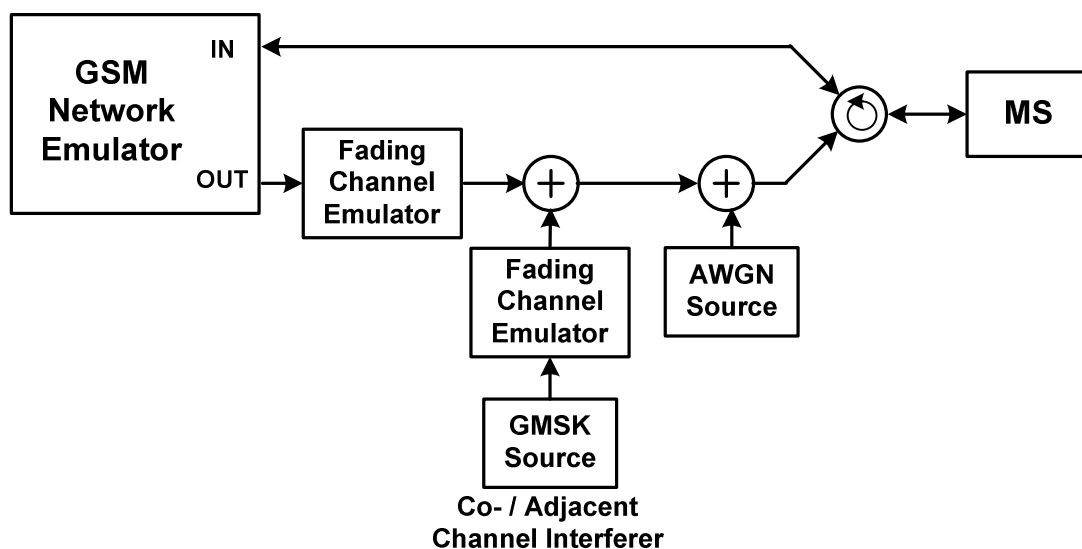 GSM
Network
Emulator
IN
OUT
Fading
Channel
Emulator
Fading
Channel
Emulator
AWGN
Source
MS
GMSK
Source
Co- / Adjacent
Channel Interferer